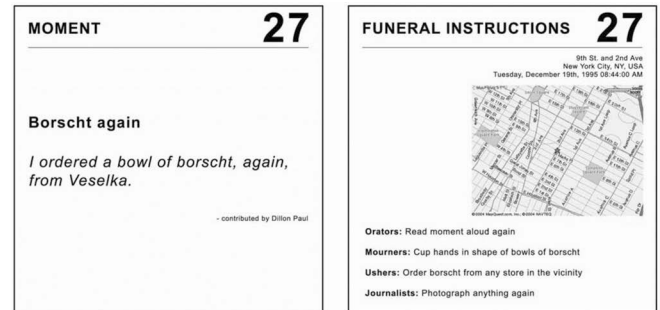 MOMENT 27
Borscht again
I ordered a bowl of borscht, again,
from Veselka.
- contributed by Dillon Paul
FUNERAL INSTRUCTIONS 27
9th St. and 2nd Ave
New York City, NY, USA
Tuesday, December 19th, 1995 08:44:00 AM
Orators: Read moment aloud again
Mourners: Cup hands in shape of bowls of borscht
Ushers: Order borscht from any store in the vicinity
Journalists: Photograph anything again